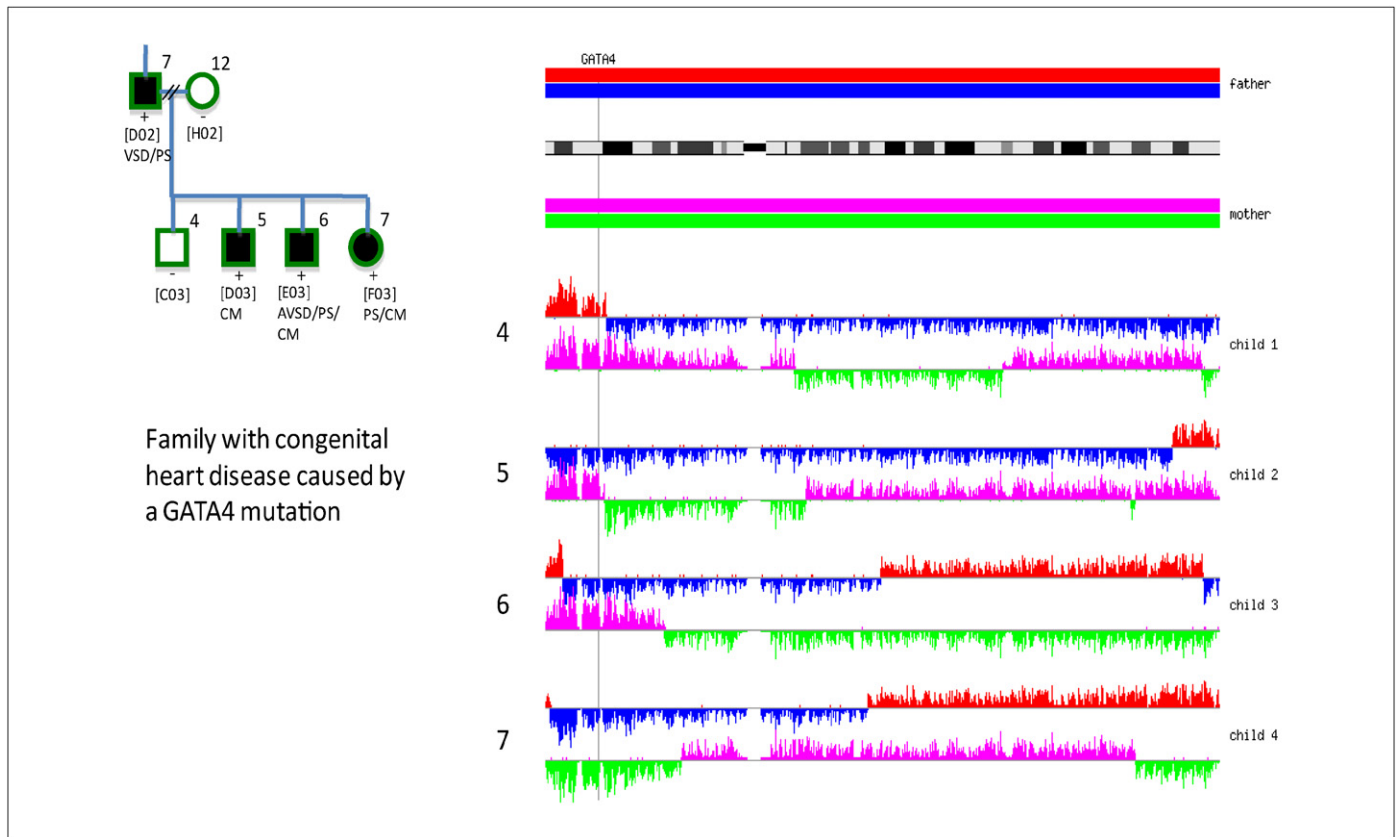 7
12
+
-
[D02]
[H02]
VSD/PS
4
5
6
7
-
+
+
+
[C03]
[D03]
[E03]
[F03]
CM
AVSD/PS/
PS/CM
CM
Family with congenital
heart disease caused by
a GATA4 mutation
GATA4
father
mother
4
child 1
5
child 2
6
child 3
7
child 4